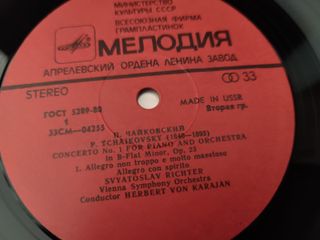 МИНИСТЕРСТВО
КУЛЬТУРЫ СССР
ВСЕСОЮЗНАЯ ФИРМА
ГРАМПЛАСТИНОК
МЕЛОДИЯ
АПРЕЛЕВСКИЙ ОРДЕНА ЛЕНИНА ЗАВОД
STEREO
33
ГОСТ 5289-80
MADE IN USSR
1
Вторая гр.
33СМ—04255
П. ЧАЙКОВСКИЙ
P. TCHAIKOVSKY (1840—1893)
CONCERTO No. 1 FOR PIANO AND ORCHESTRA
in B-Flat Minor, Op. 23
1. Allegro non troppo e molto maestoso
Allegro con spirito
SVYATOSLAV RICHTER
Vienna Symphony Orchestra
Conductor HERBERT VON KARAJAN